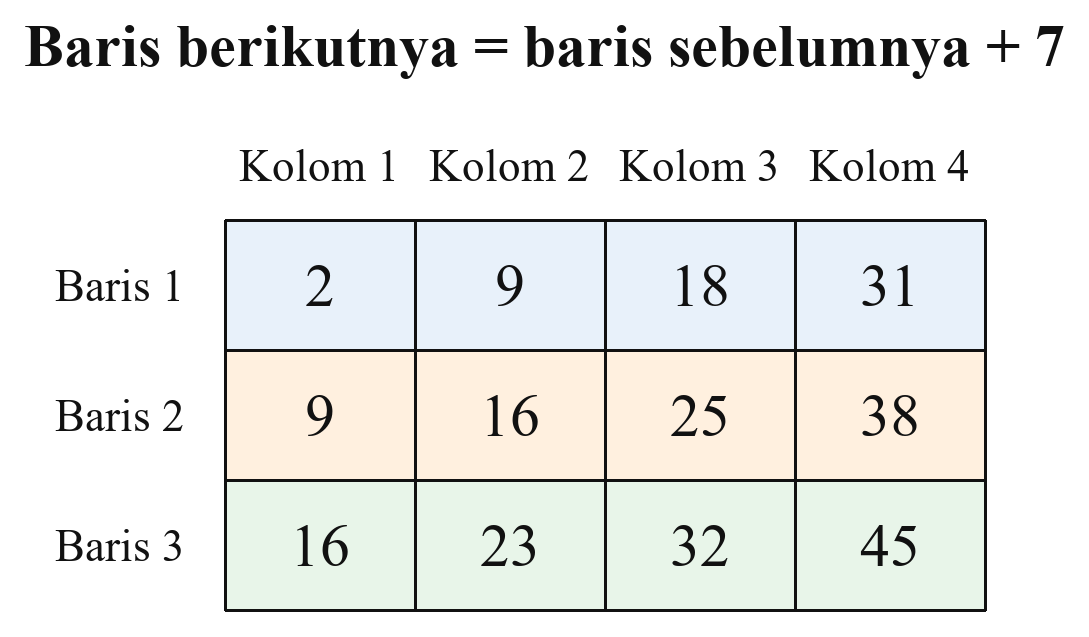 Baris berikutnya = baris sebelumnya + 7
Kolom 1 Kolom 2 Kolom 3 Kolom 4
Baris 1 2 9 18 31
Baris 2 9 16 25 38
Baris 3 16 23 32 45